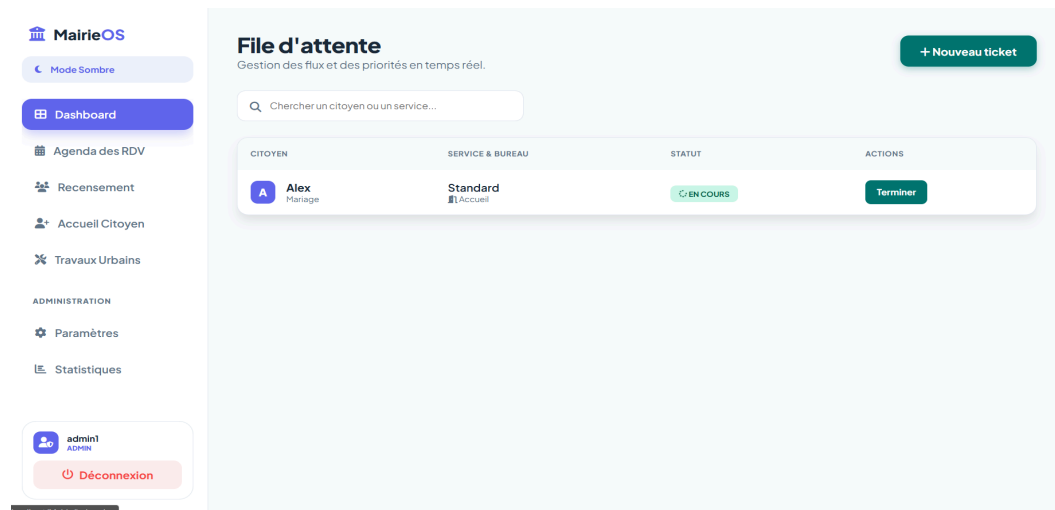 MairieOS
Mode Sombre
Dashboard
Agenda des RDV
Recensement
Accueil Citoyen
Travaux Urbains
ADMINISTRATION
Paramètres
Statistiques
admin1
ADMIN
Déconnexion
File d'attente
Gestion des flux et des priorités en temps réel.
+ Nouveau ticket
Chercher un citoyen ou un service...
CITOYEN SERVICE & BUREAU STATUT ACTIONS
A Alex Standard EN COURS Terminer
Mariage Accueil